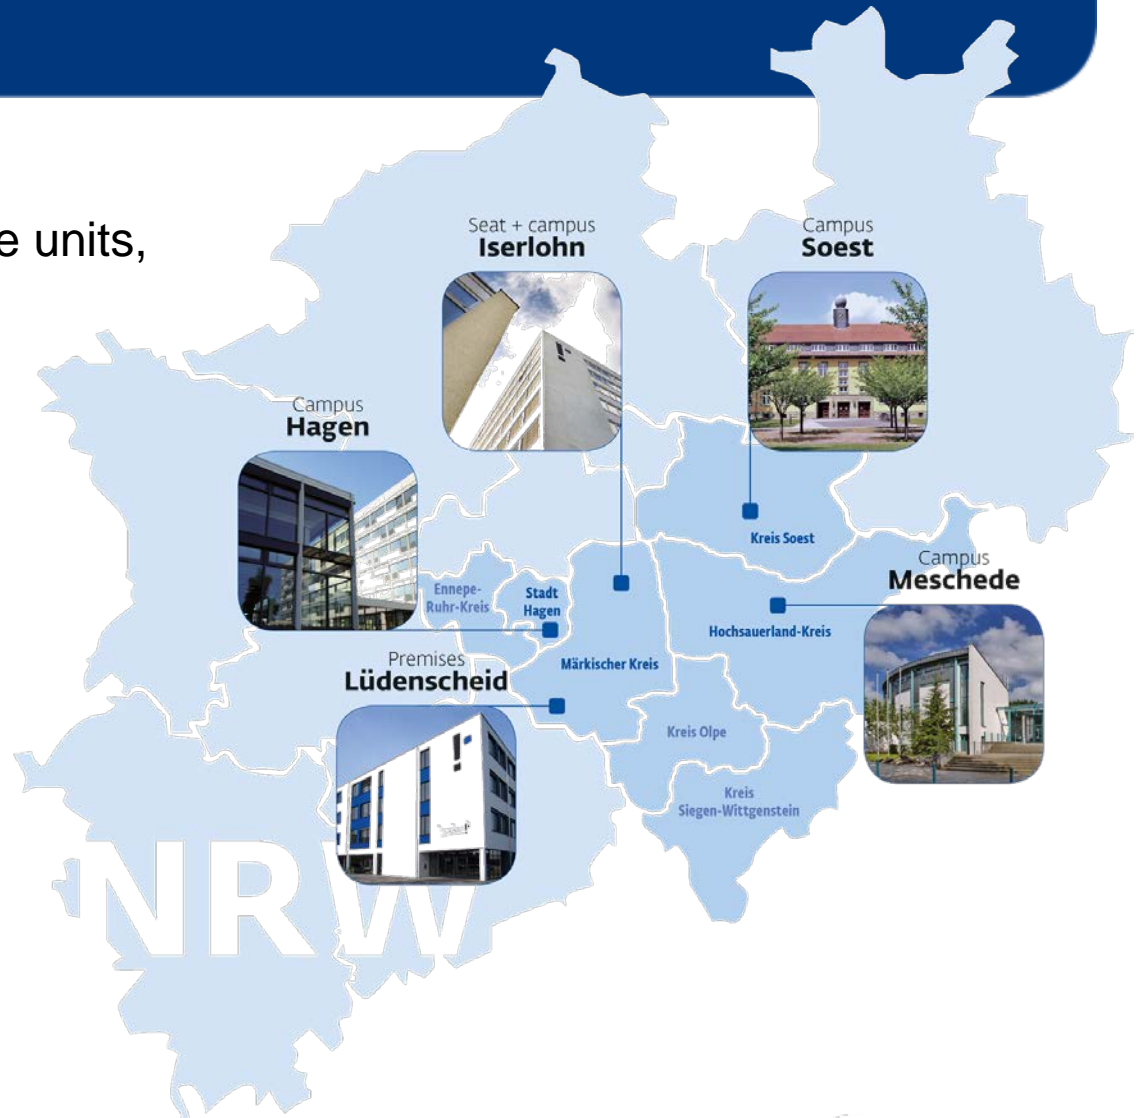 e units,
Seat + campus
Iserlohn
Campus
Soest
Campus
Hagen
Kreis Soest
Campus
Meschede
Ennepe-
Ruhr-Kreis
Stadt
Hagen
Hochsauerland-Kreis
Premises
Lüdenscheid
Märkischer Kreis
Kreis Olpe
Kreis
Siegen-Wittgenstein
NRW